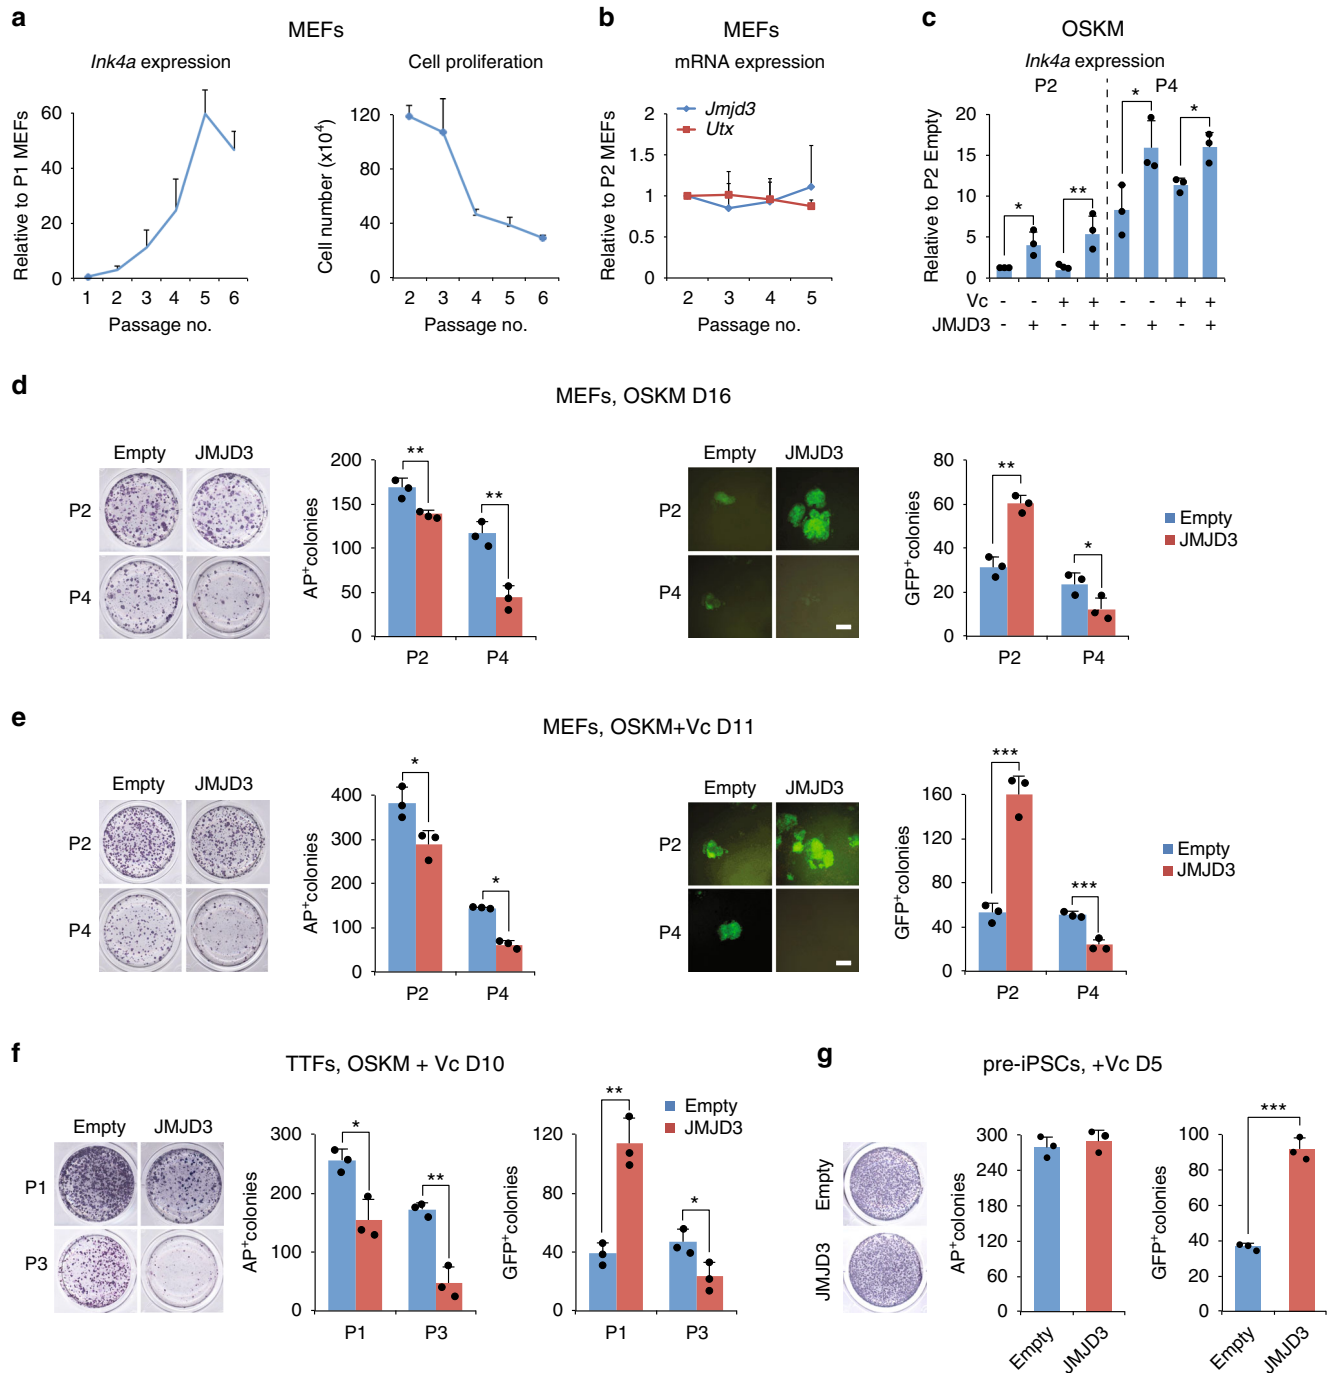 a
MEFs
Ink4a expression
Relative to P1 MEFs
60
40
20
0
1 2 3 4 5 6
Passage no.
Cell proliferation
Cell number (x10⁴)
120
80
40
0
2 3 4 5 6
Passage no.
b
MEFs
mRNA expression
Jmjd3
Utx
Relative to P2 MEFs
2
1.5
1
0.5
0
2 3 4 5
Passage no.
c
OSKM
Ink4a expression
P2 P4
Relative to P2 Empty
20
15
10
5
0
* ** * *
Vc - - + + - - + +
JMJD3 - + - + - + - +
d
MEFs, OSKM D16
Empty JMJD3
P2
P4
AP⁺colonies
200
150
100
50
0
** **
P2 P4
Empty JMJD3
P2
P4
GFP⁺colonies
80
60
40
20
0
** *
P2 P4
Empty
JMJD3
e
MEFs, OSKM+Vc D11
Empty JMJD3
P2
P4
AP⁺colonies
400
300
200
100
0
* *
P2 P4
Empty JMJD3
P2
P4
GFP⁺colonies
160
120
80
40
0
*** ***
P2 P4
Empty
JMJD3
f
TTFs, OSKM + Vc D10
Empty JMJD3
P1
P3
AP⁺colonies
300
200
100
0
* **
P1 P3
GFP⁺colonies
120
80
40
0
** *
P1 P3
Empty
JMJD3
g
pre-iPSCs, +Vc D5
Empty
JMJD3
AP⁺colonies
300
240
180
120
60
0
Empty JMJD3
GFP⁺colonies
100
80
60
40
20
0
***
Empty JMJD3